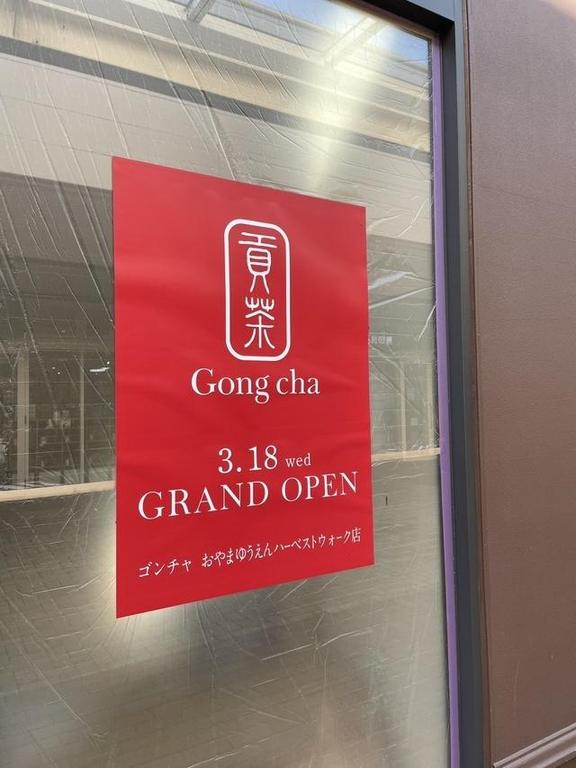 貢茶
Gong cha
3.18 wed
GRAND OPEN
ゴンチャ おやまゆうえんハーベストウォーク店